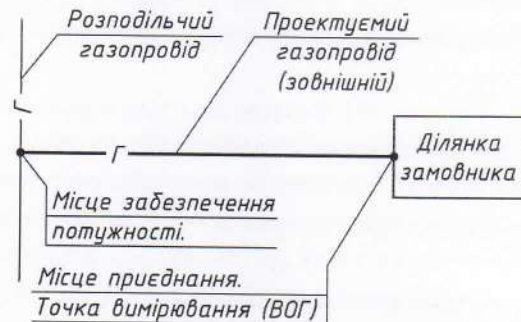 Розподільчий
газопровід
Проектуємий
газопровід
(зовнішній)
Г
Г
Ділянка
замовника
Місце забезпечення
потужності.
Місце приєднання.
Точка вимірювання (ВОГ)